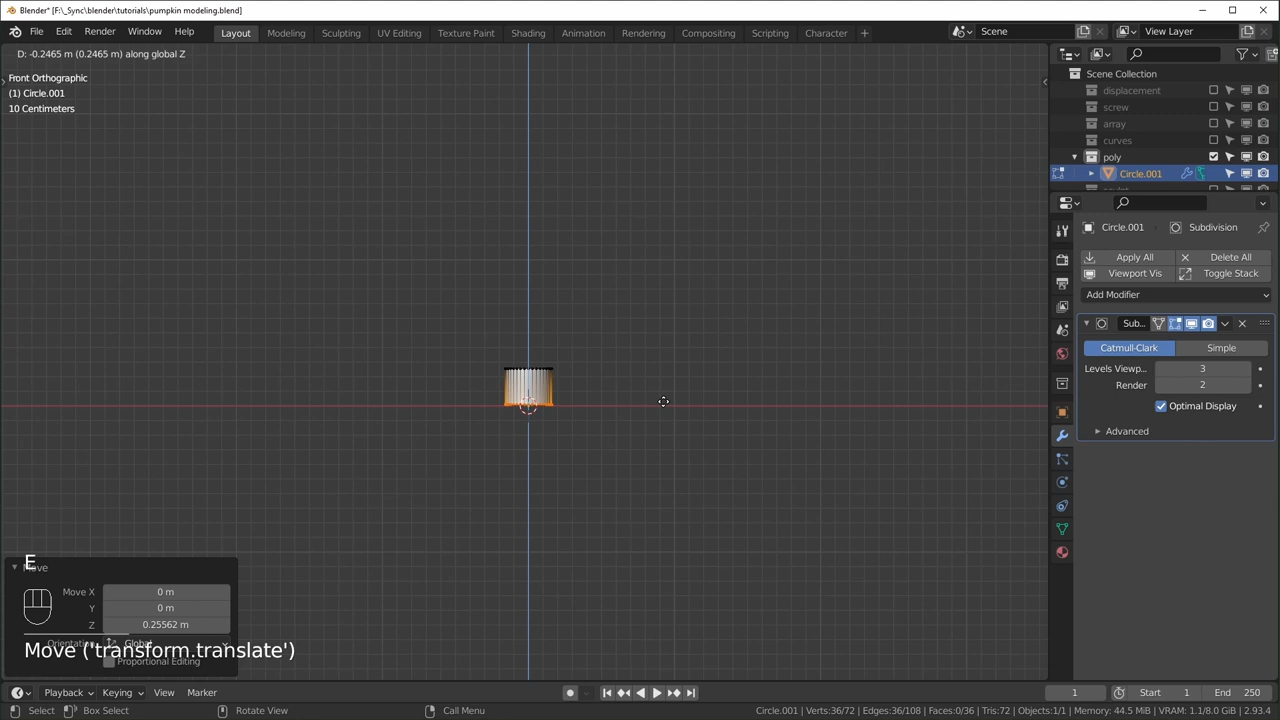 Blender* [F:\_Sync\blender\tutorials\pumpkin modeling.blend]
File Edit Render Window Help Layout Modeling Sculpting UV Editing Texture Paint Shading Animation Rendering Compositing Scripting Character + Scene View Layer
D: -0.2465 m (0.2465 m) along global Z
Front Orthographic
(1) Circle.001
10 Centimeters
Scene Collection
displacement
screw
array
curves
poly
Circle.001
Circle.001 › Subdivision
Apply All Delete All
Viewport Vis Toggle Stack
Add Modifier
Sub...
Catmull-Clark Simple
Levels Viewp... 3
Render 2
Optimal Display
Advanced
E
Move
Move X 0 m
Y 0 m
Z 0.25562 m
Orientation Global
Move ('transform.translate')
Proportional Editing
Playback Keying View Marker 1 Start 1 End 250
Select Box Select Rotate View Call Menu Circle.001 | Verts:36/72 | Edges:36/108 | Faces:0/36 | Tris:72 | Objects:1/1 | Memory: 44.5 MiB | VRAM: 1.1/8.0 GiB | 2.93.4